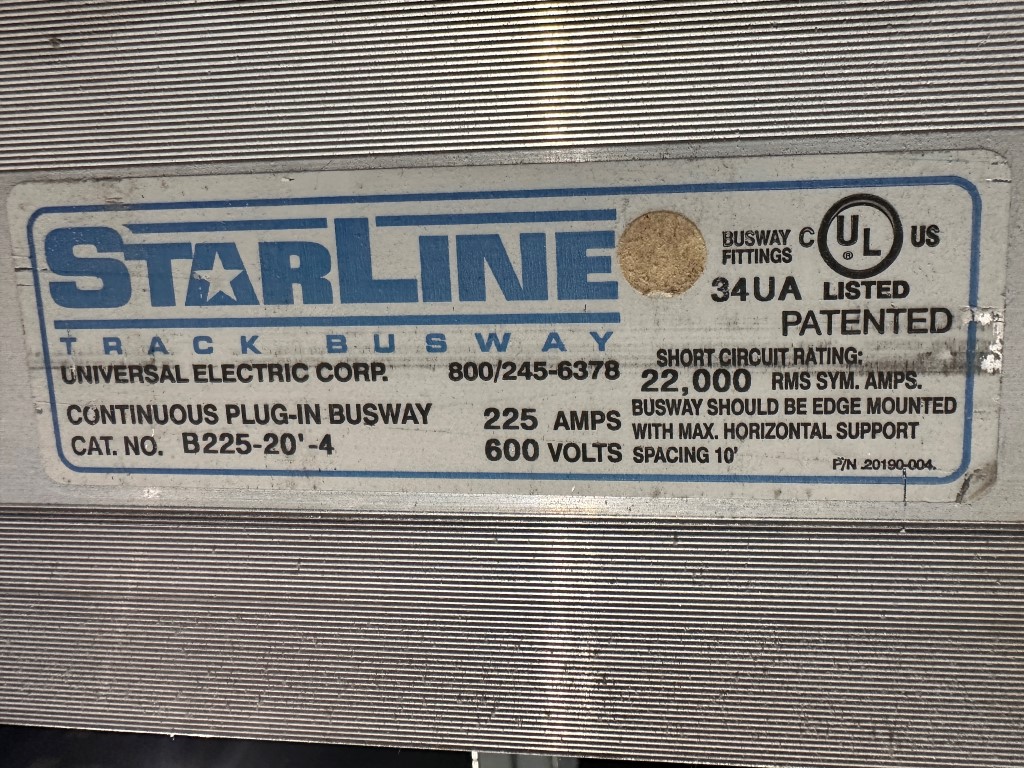 STARLINE
TRACK BUSWAY
UNIVERSAL ELECTRIC CORP. 800/245-6378
CONTINUOUS PLUG-IN BUSWAY 225 AMPS
CAT. NO. B225-20'-4 600 VOLTS
BUSWAY
FITTINGS
C UL ® US
34UA LISTED
PATENTED
SHORT CIRCUIT RATING:
22,000 RMS SYM. AMPS.
BUSWAY SHOULD BE EDGE MOUNTED
WITH MAX. HORIZONTAL SUPPORT
SPACING 10'
P/N 20190-004.